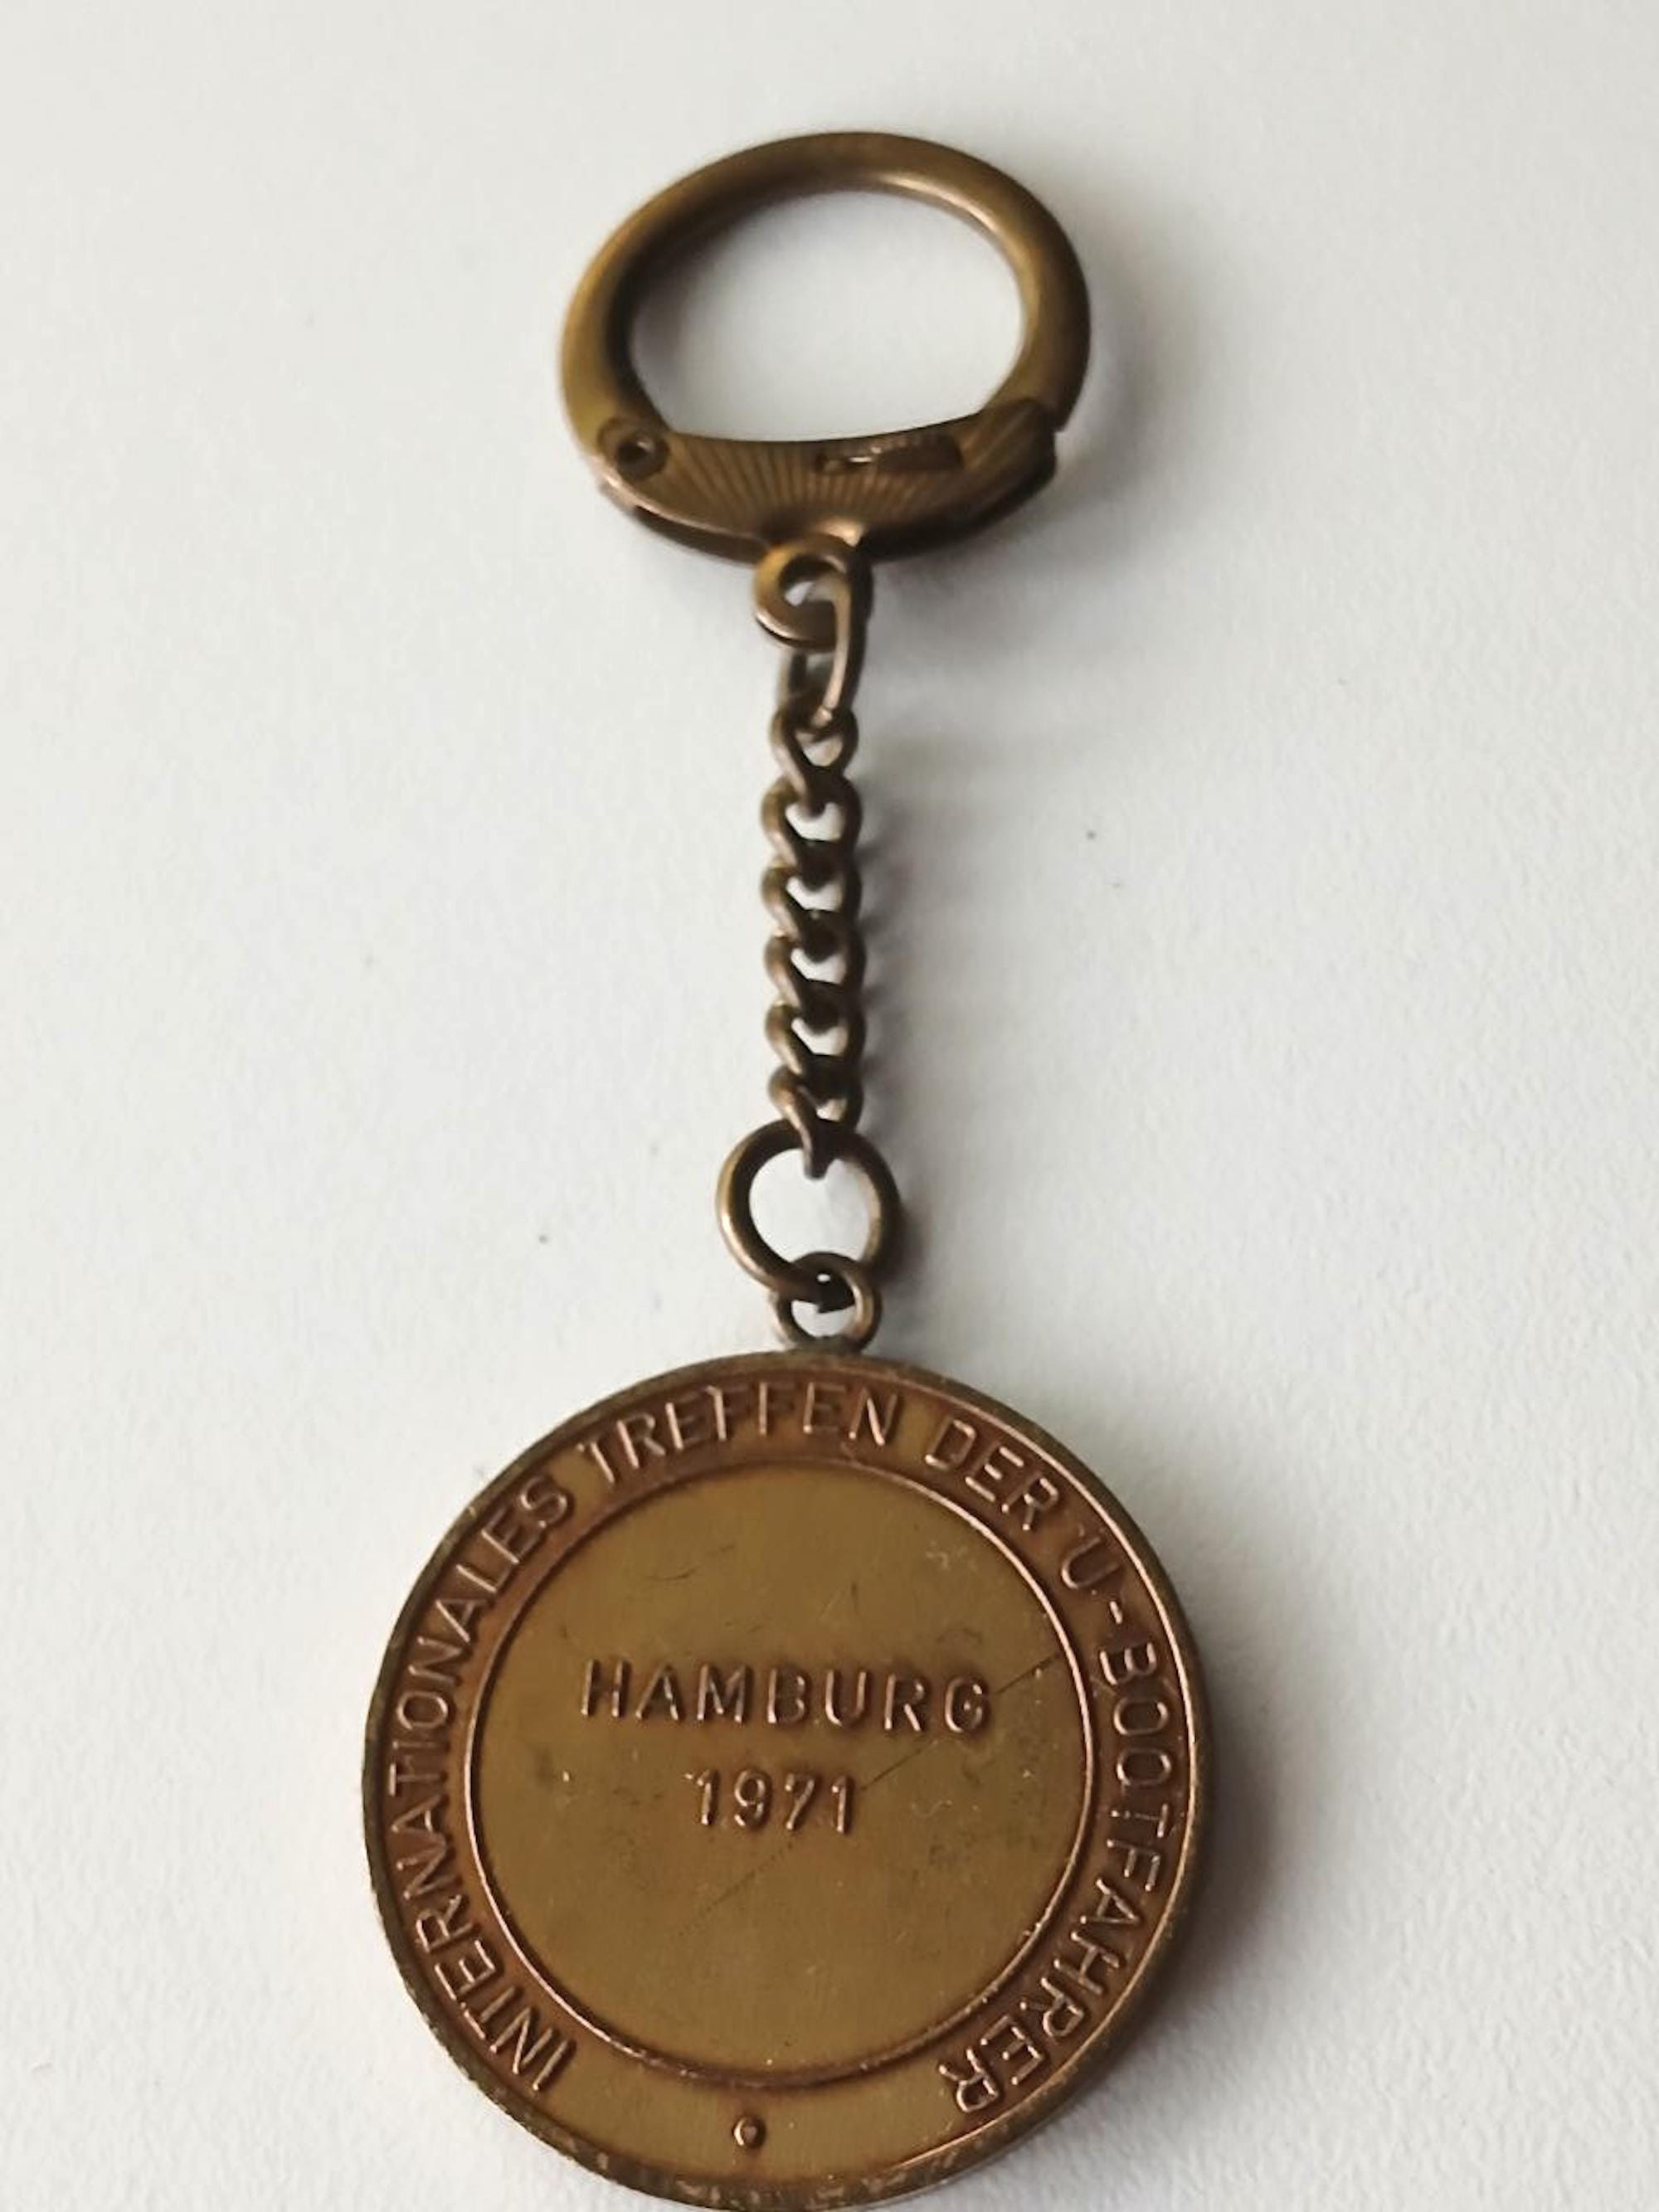 INTERNATIONALES TREFFEN DER U-BOOTFAHRER
HAMBURG
1971